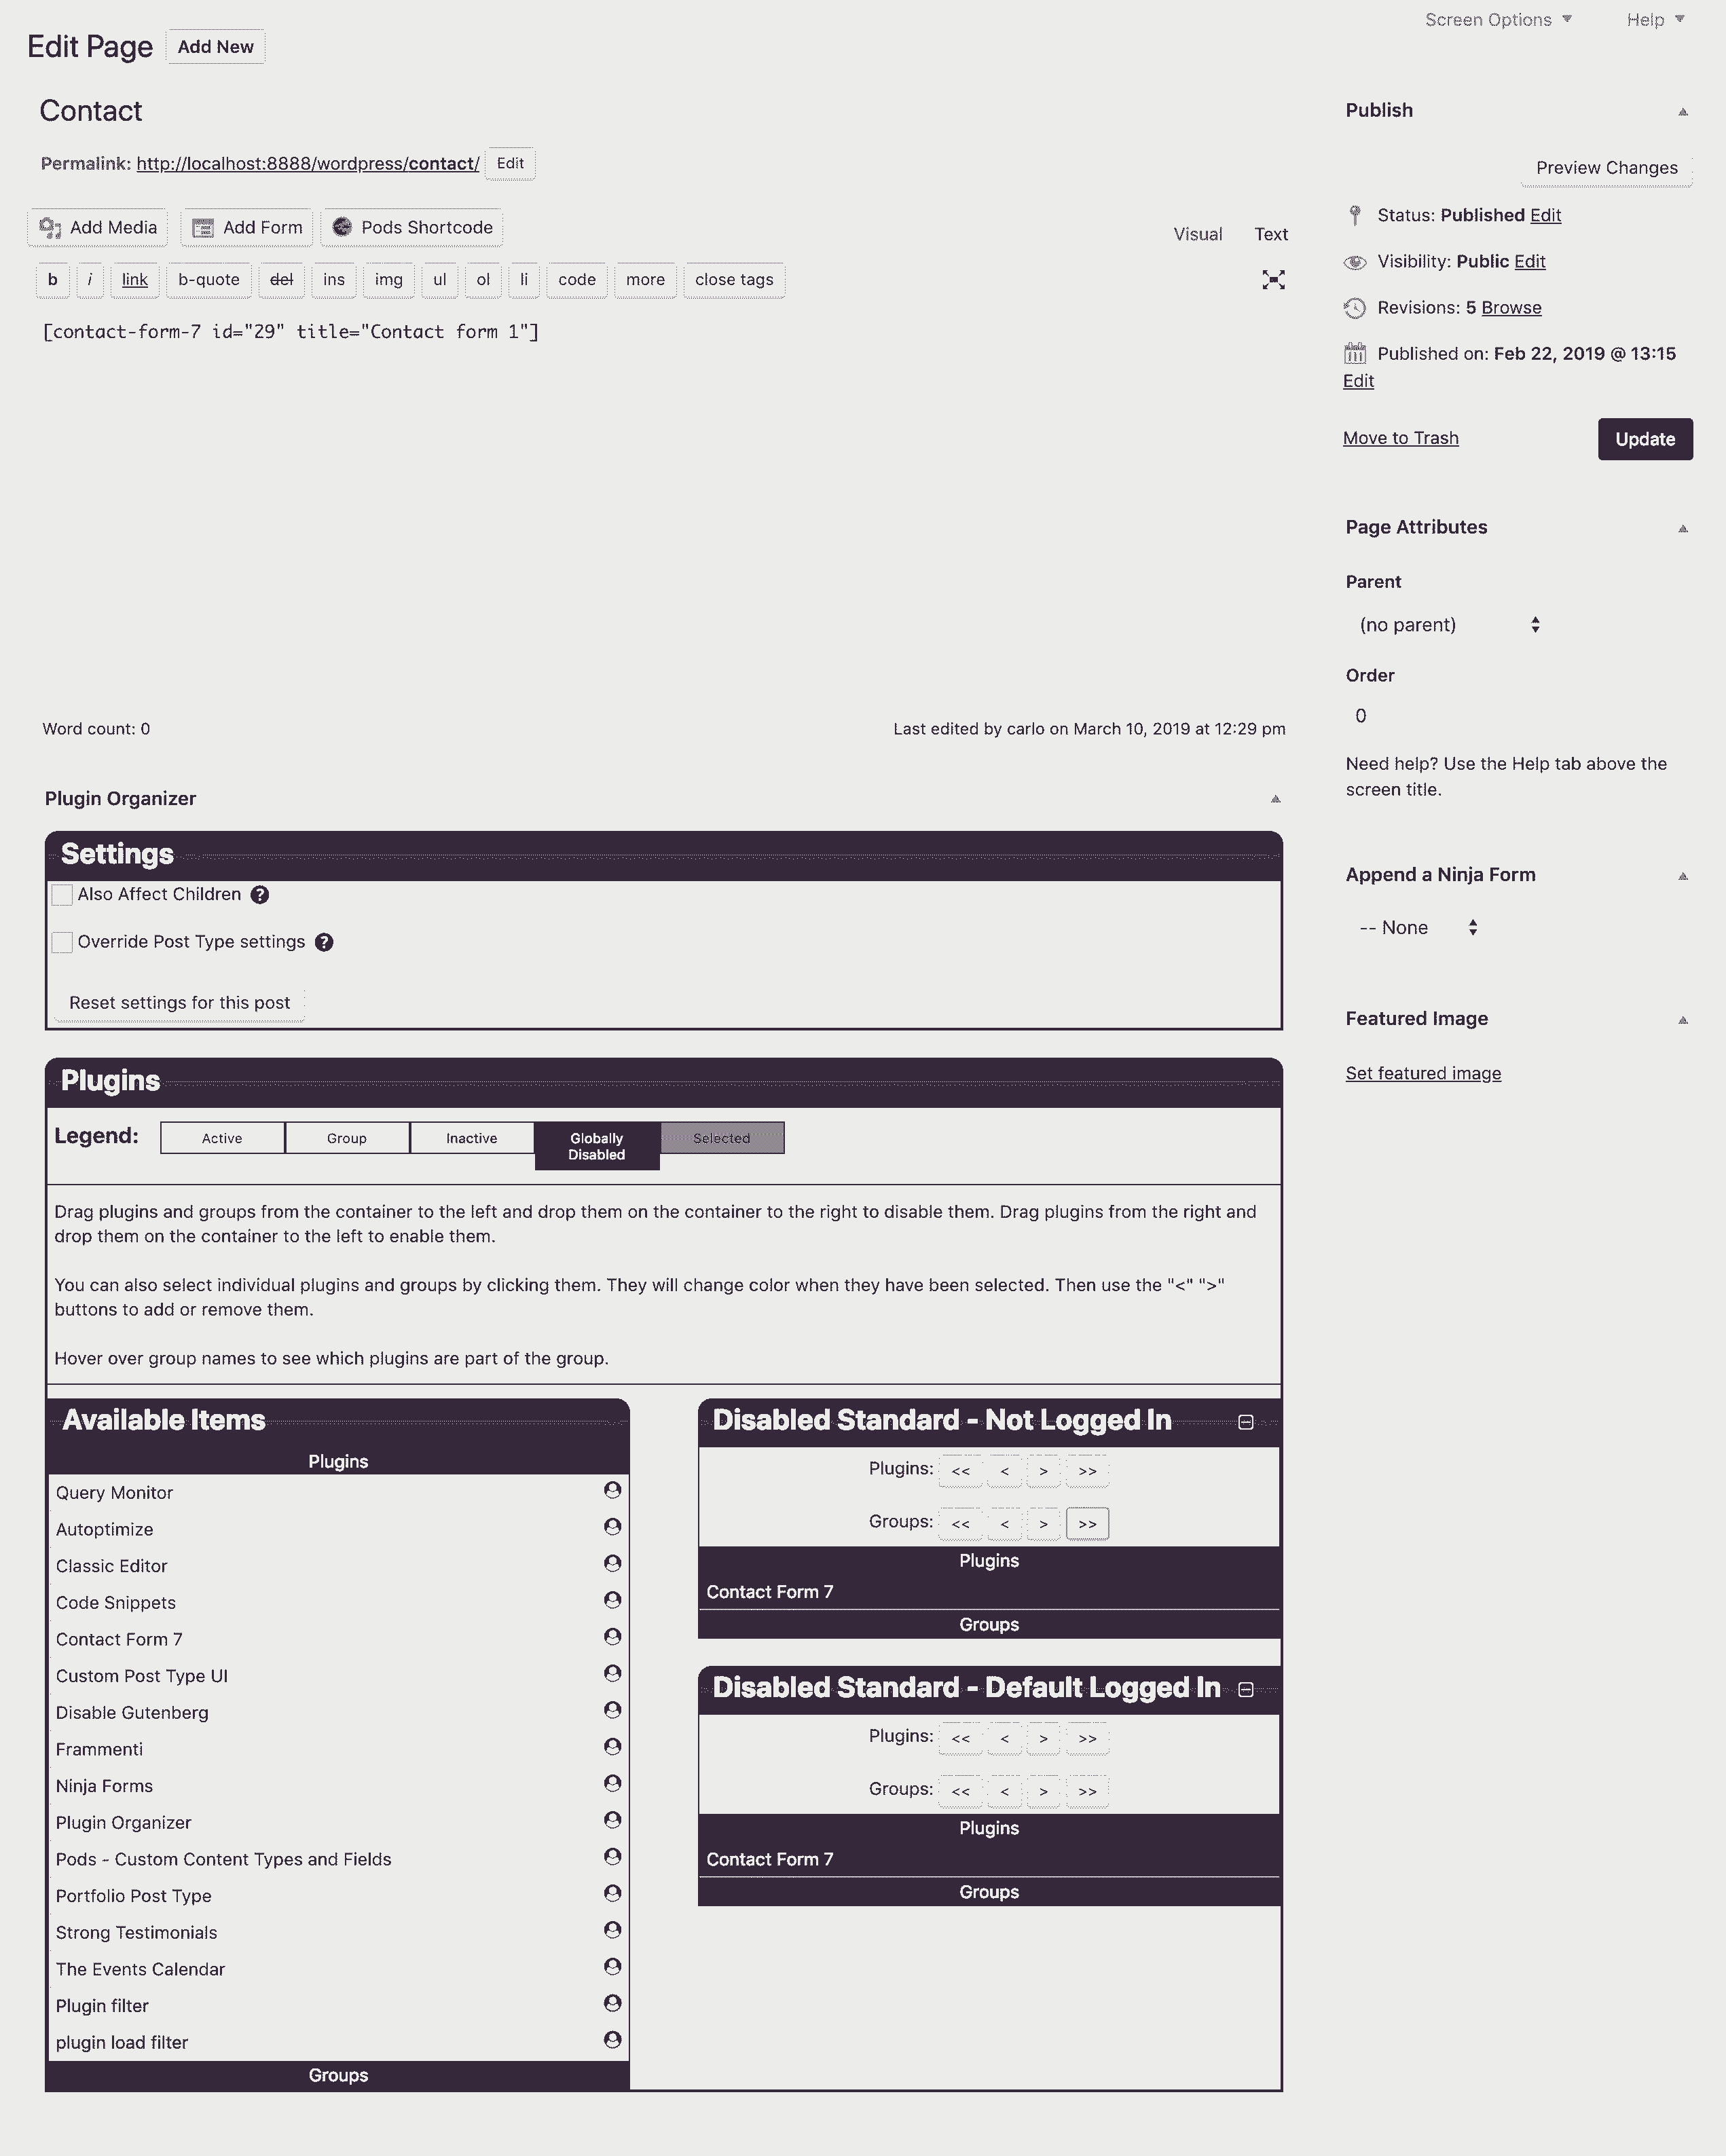 Screen Options
Help
Edit Page
Add New
Contact
Permalink: http://localhost:8888/wordpress/contact/
Edit
Add Media
Add Form
Pods Shortcode
Visual
Text
b
i
link
b-quote
del
ins
img
ul
ol
li
code
more
close tags
[contact-form-7 id="29" title="Contact form 1"]
Word count: 0
Last edited by carlo on March 10, 2019 at 12:29 pm
Publish
Preview Changes
Status: Published Edit
Visibility: Public Edit
Revisions: 5 Browse
Published on: Feb 22, 2019 @ 13:15
Edit
Move to Trash
Update
Page Attributes
Parent
(no parent)
Order
0
Need help? Use the Help tab above the
screen title.
Append a Ninja Form
-- None
Featured Image
Set featured image
Plugin Organizer
Settings
Also Affect Children ?
Override Post Type settings ?
Reset settings for this post
Plugins
Legend:
Active
Group
Inactive
Globally
Disabled
Selected
Drag plugins and groups from the container to the left and drop them on the container to the right to disable them. Drag plugins from the right and
drop them on the container to the left to enable them.
You can also select individual plugins and groups by clicking them. They will change color when they have been selected. Then use the "<" ">"
buttons to add or remove them.
Hover over group names to see which plugins are part of the group.
Available Items
Plugins
Query Monitor
Autoptimize
Classic Editor
Code Snippets
Contact Form 7
Custom Post Type UI
Disable Gutenberg
Frammenti
Ninja Forms
Plugin Organizer
Pods - Custom Content Types and Fields
Portfolio Post Type
Strong Testimonials
The Events Calendar
Plugin filter
plugin load filter
Groups
Disabled Standard - Not Logged In
Plugins: << < > >>
Groups: << < > >>
Plugins
Contact Form 7
Groups
Disabled Standard - Default Logged In
Plugins: << < > >>
Groups: << < > >>
Plugins
Contact Form 7
Groups